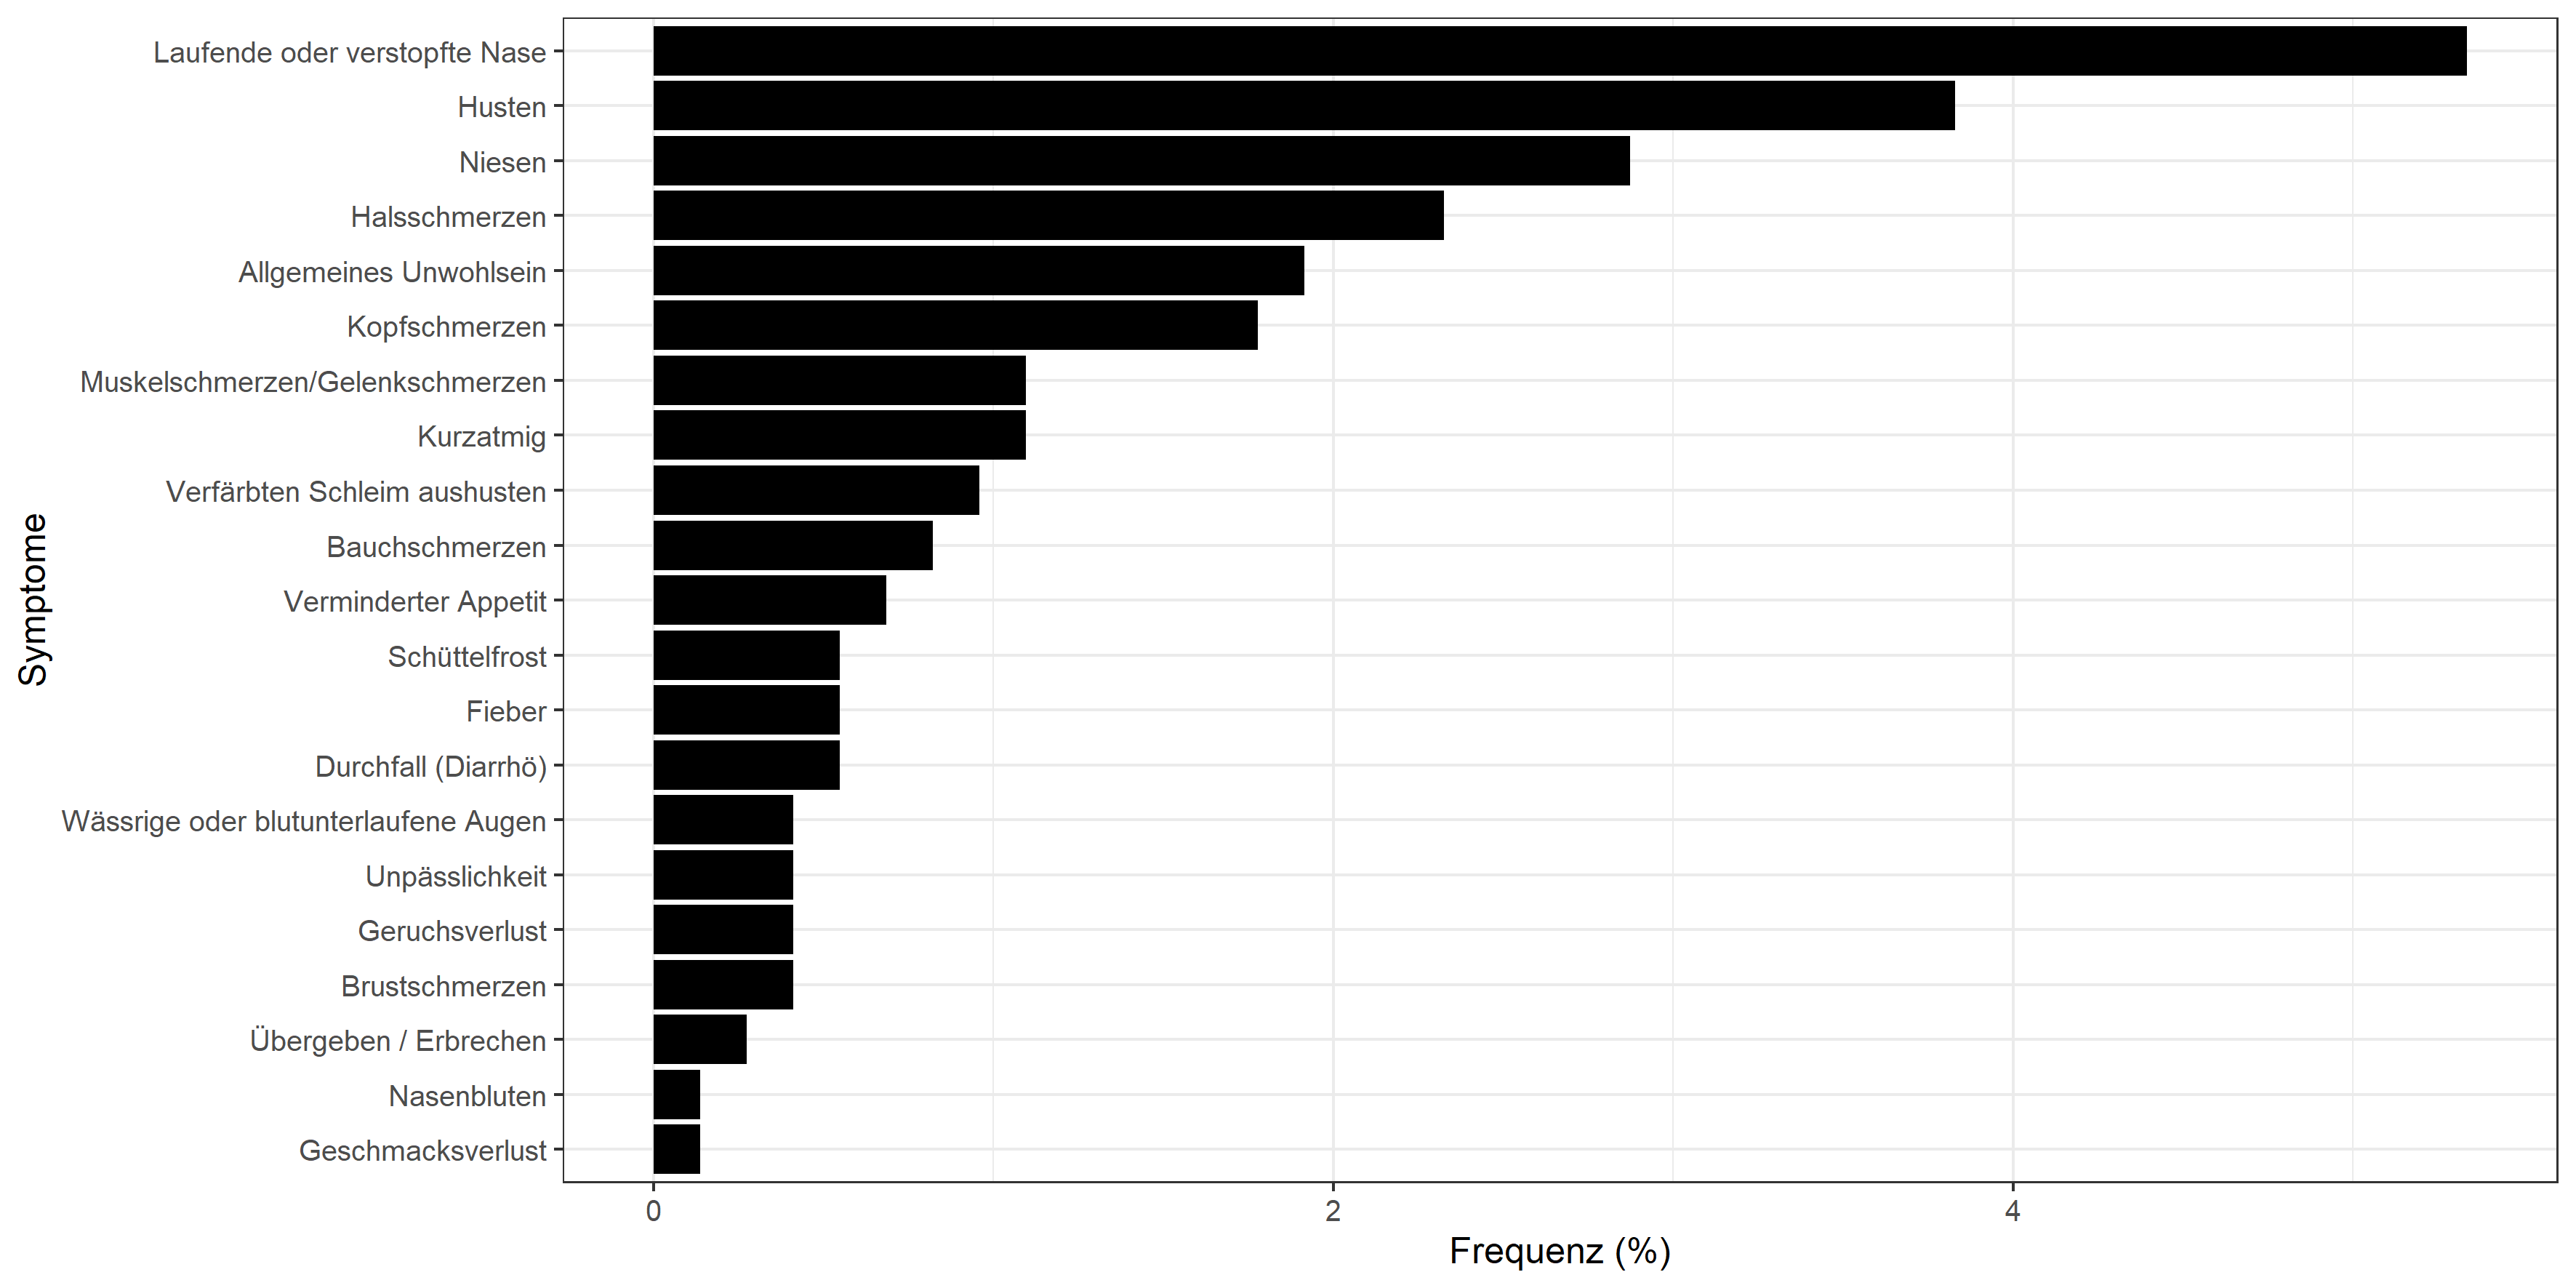 Laufende oder verstopfte Nase
Husten
Niesen
Halsschmerzen
Allgemeines Unwohlsein
Kopfschmerzen
Muskelschmerzen/Gelenkschmerzen
Kurzatmig
Verfärbten Schleim aushusten
Bauchschmerzen
Verminderter Appetit
Schüttelfrost
Fieber
Durchfall (Diarrhö)
Wässrige oder blutunterlaufene Augen
Unpässlichkeit
Geruchsverlust
Brustschmerzen
Übergeben / Erbrechen
Nasenbluten
Geschmacksverlust
Symptome
0 2 4
Frequenz (%)